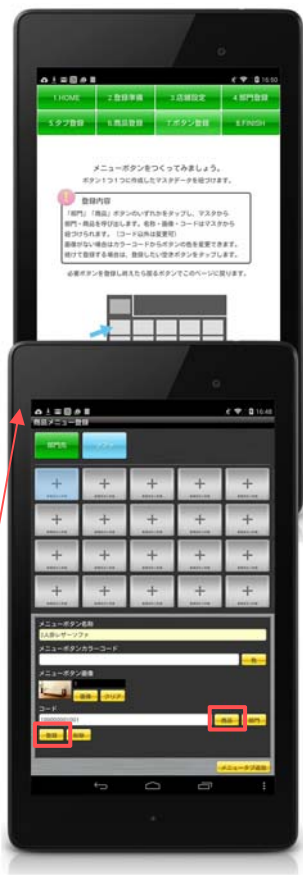 16:50
1.HOME
2.登録準備
3.店舗設定
4.部門登録
5.タブ登録
6.商品登録
7.ボタン登録
8.FINISH
メニューボタンをつくってみましょう。
ボタン1つ1つに作成したマスタデータを紐づけます。
登録内容
「部門」「商品」ボタンのいずれかをタップし、マスタから
部門・商品を呼び出します。名称・画像・コードはマスタから
紐づけられます。（コード以外は変更可）
画像がない場合はカラーコードからボタンの色を変更できます。
続けて登録する場合は、登録したい空きボタンをタップします。
必要ボタンを登録し終えたら戻るボタンでこのページに戻ります。
16:48
商品メニュー登録
メニューボタン名称
2人掛レザーソファ
メニューボタンカラーコード
色
メニューボタン画像
画像 クリア
コード
商品 部門
登録 削除
メニュータブ追加